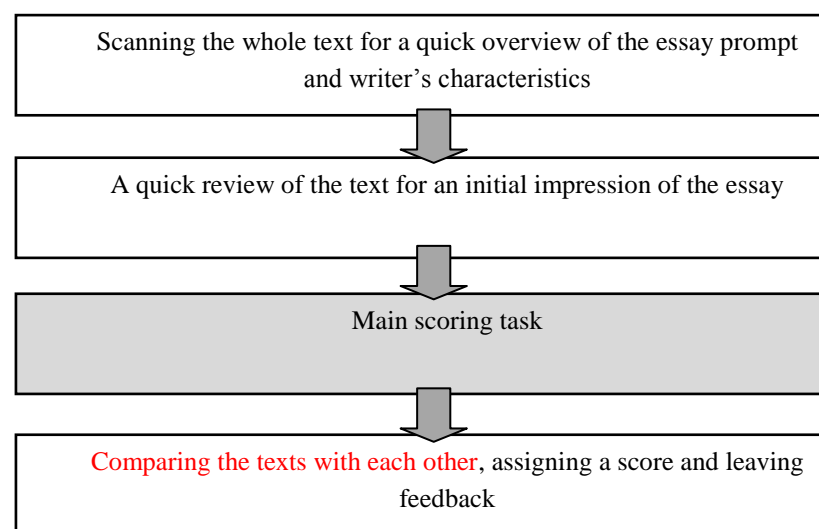 Scanning the whole text for a quick overview of the essay prompt
and writer’s characteristics
A quick review of the text for an initial impression of the essay
Main scoring task
Comparing the texts with each other, assigning a score and leaving
feedback